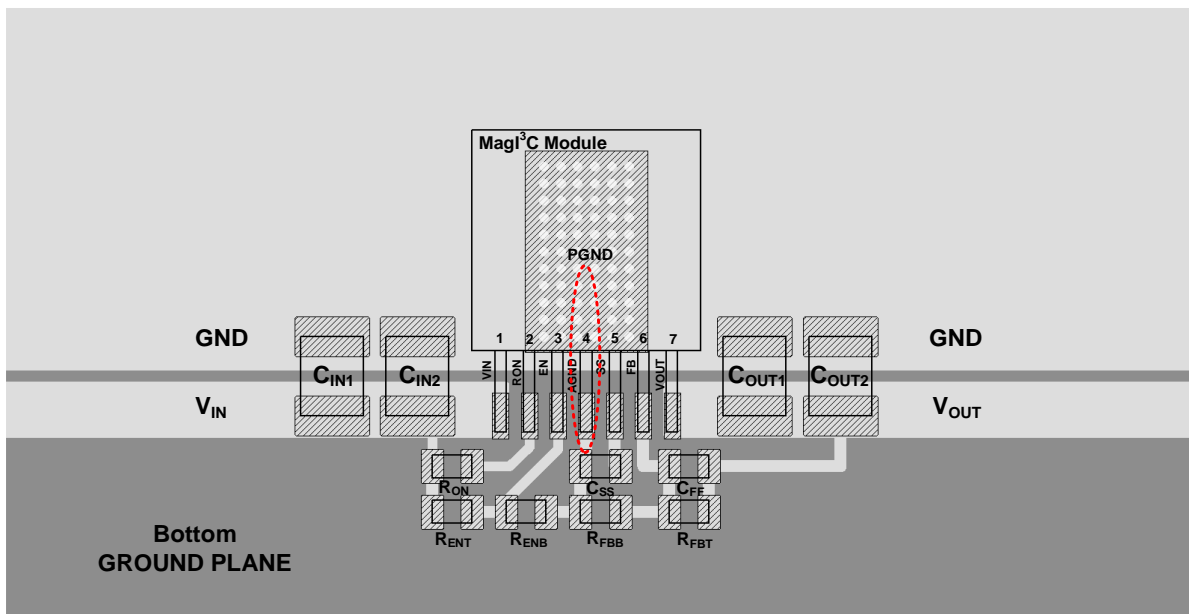 MagI³C Module
PGND
1 2 3 4 5 6 7
VIN RON EN AGND SS FB VOUT
GND GND
C_IN1 C_IN2 C_OUT1 C_OUT2
V_IN V_OUT
R_ON C_SS C_FF
R_ENT R_ENB R_FBB R_FBT
Bottom
GROUND PLANE